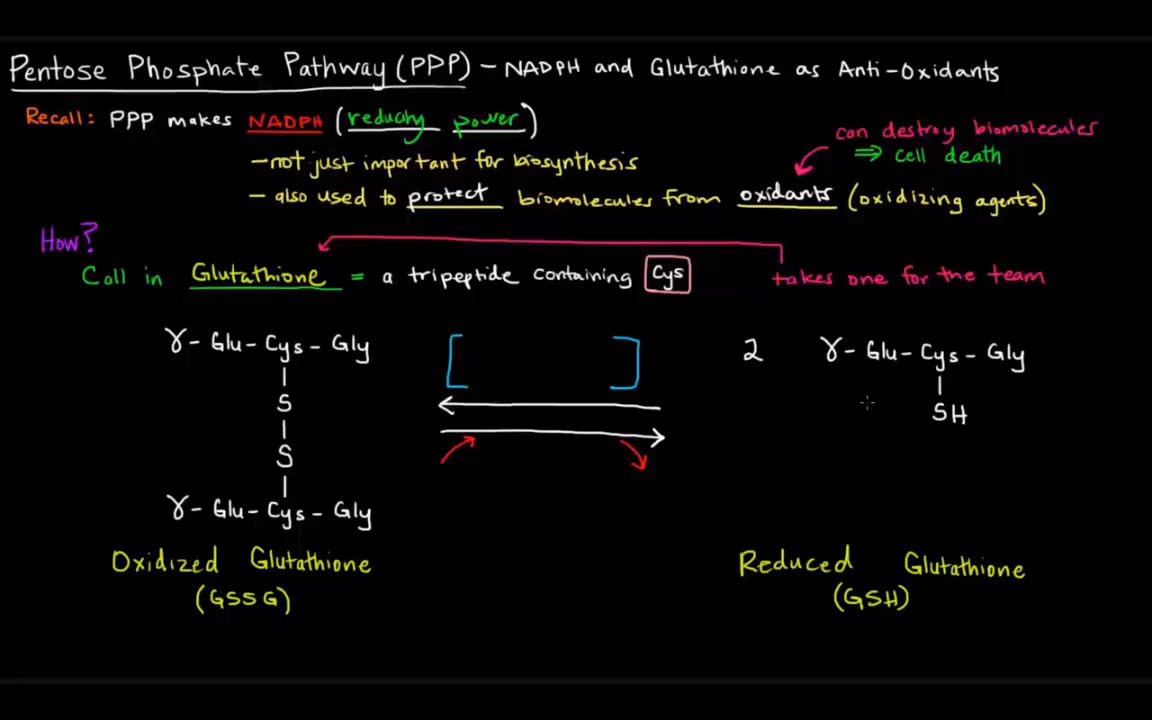 Pentose Phosphate Pathway (PPP) - NADPH and Glutathione as Anti-Oxidants
Recall: PPP makes NADPH (reducing power)
can destroy biomolecules
⇒ cell death
- not just important for biosynthesis
- also used to protect biomolecules from oxidants (oxidizing agents)
How?
Call in Glutathione = a tripeptide containing Cys takes one for the team
γ- Glu - Cys - Gly
2 γ- Glu - Cys - Gly
S
SH
S
γ- Glu - Cys - Gly
Oxidized Glutathione
(GSSG)
Reduced Glutathione
(GSH)